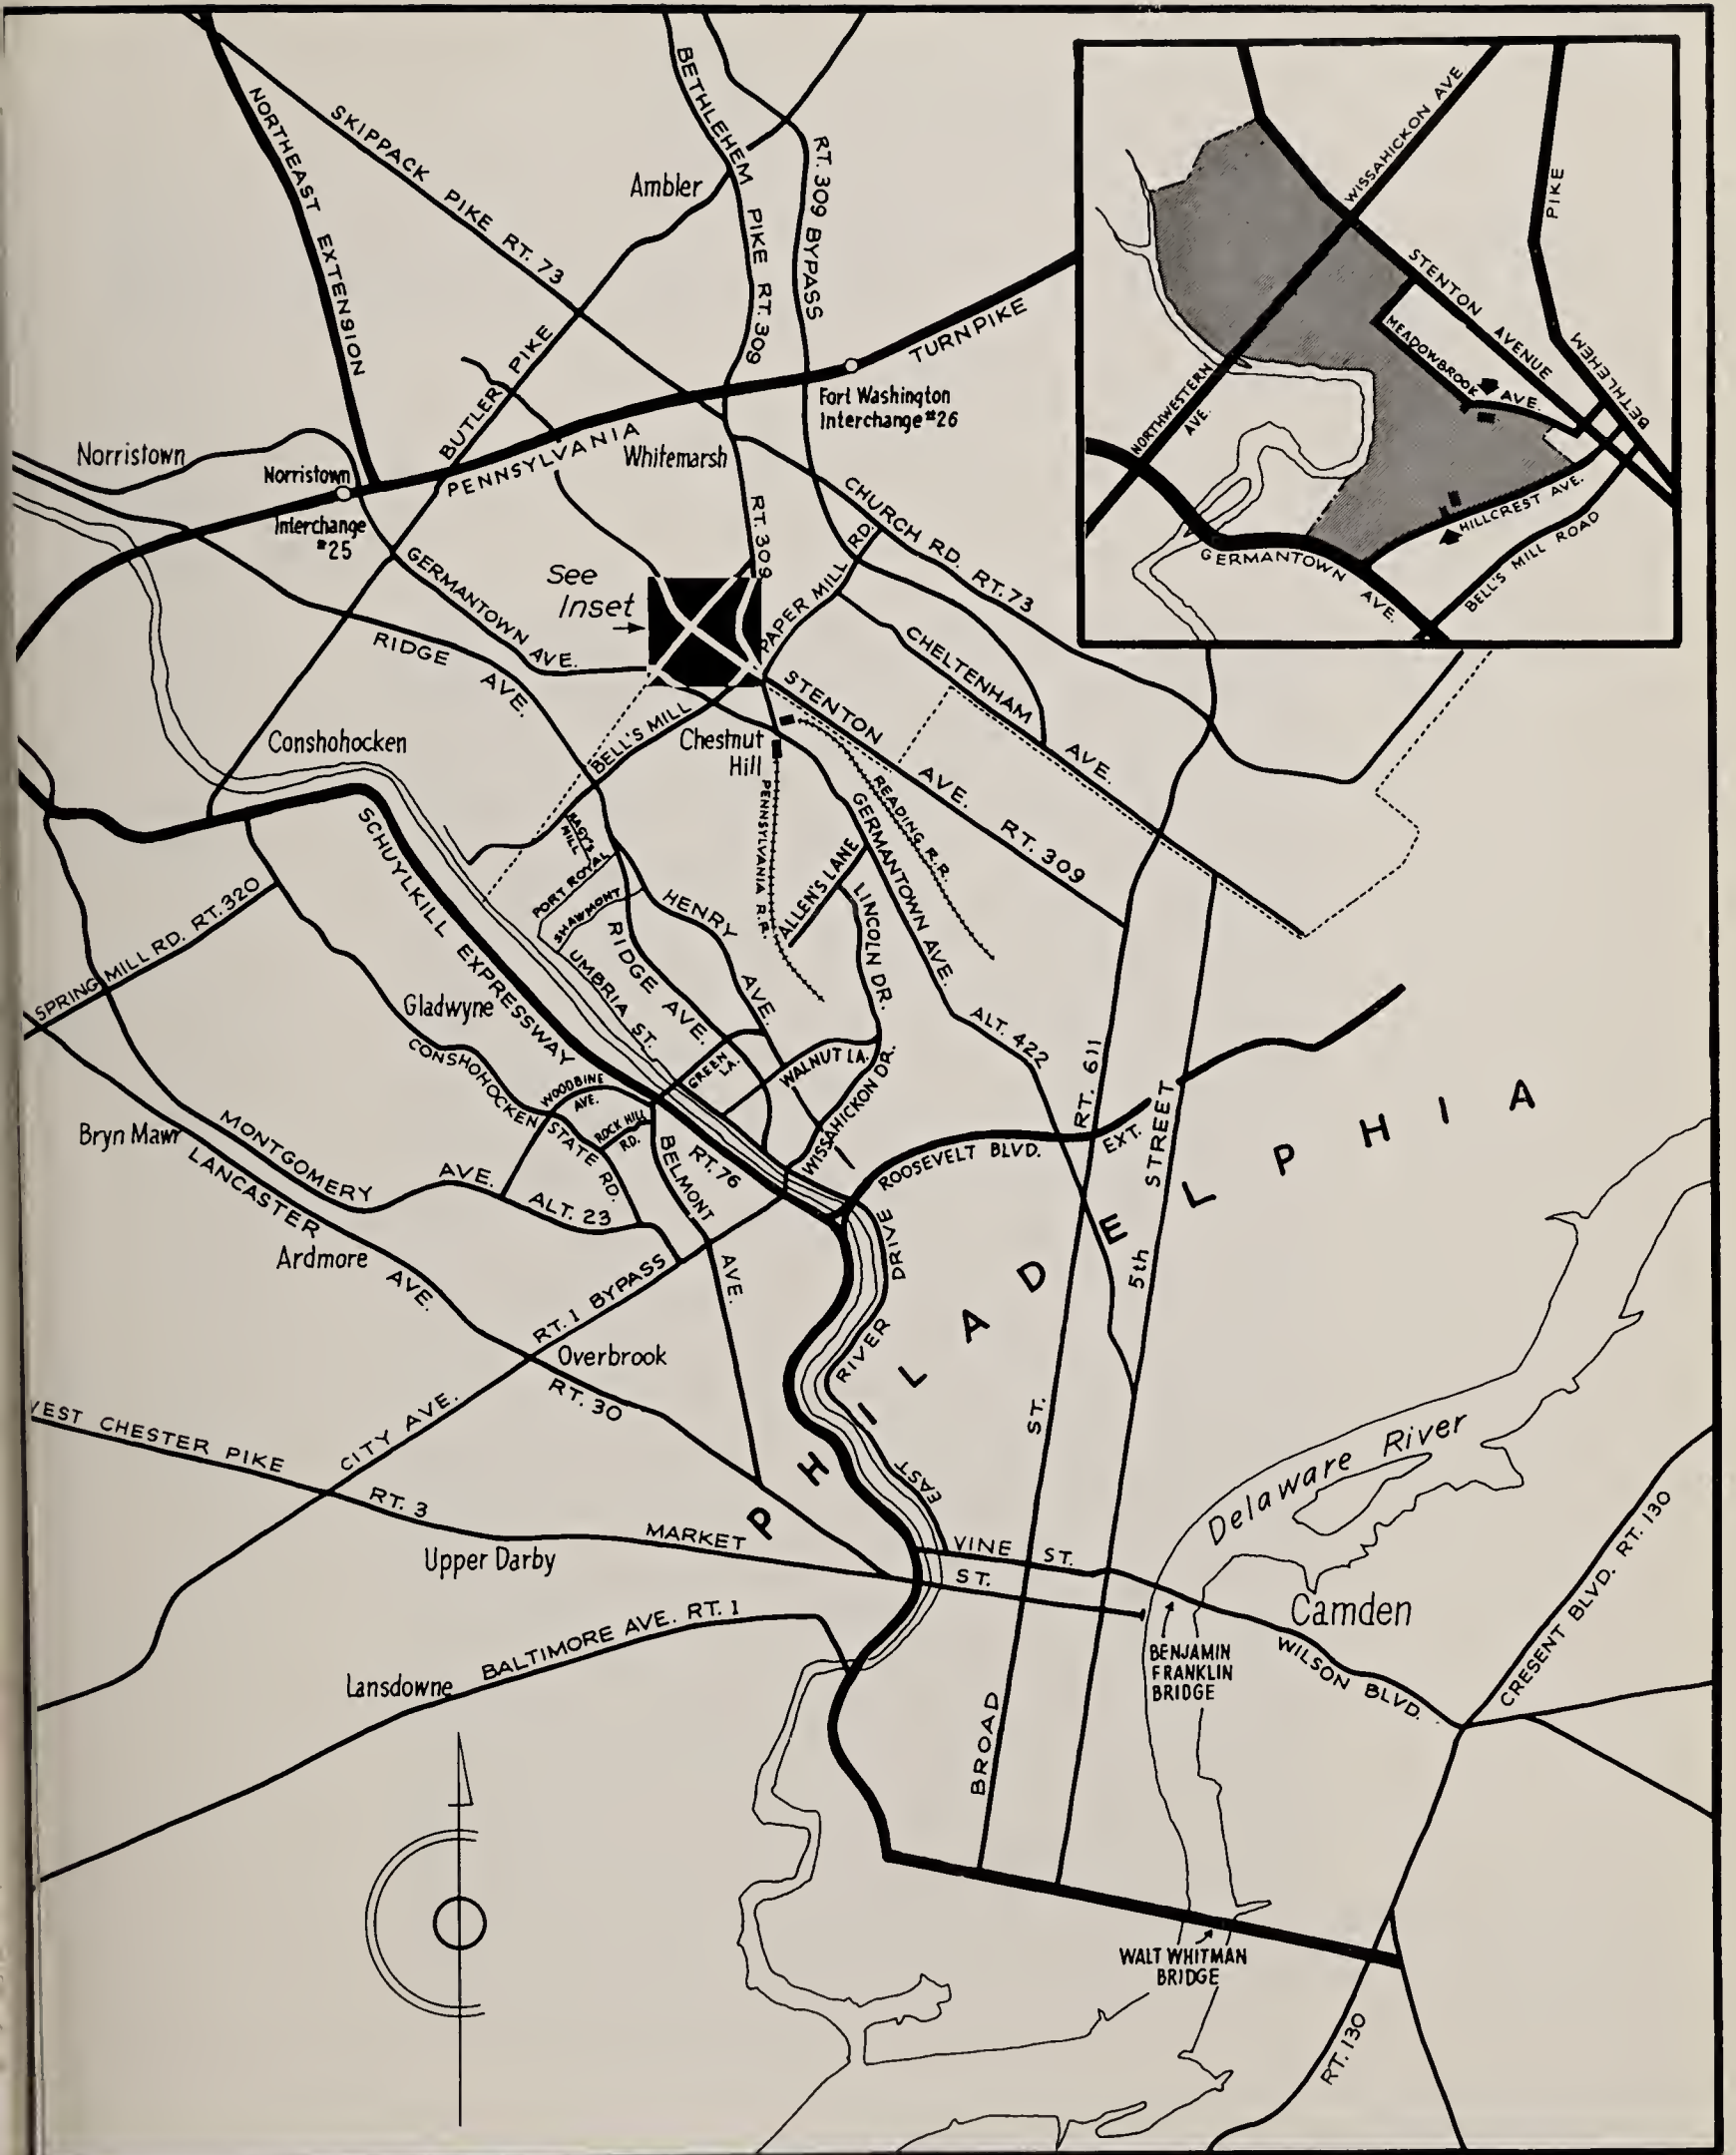 NORTHEAST EXTENSION
SKIPPACK PIKE RT. 73
BETHLEHEM PIKE RT. 309
RT. 309 BYPASS
Ambler
WISSAHICKON AVE.
PIKE
STENTON AVENUE
MEADOWBROOK AVE.
BETHLEHEM
NORTHWESTERN AVE.
HILLCREST AVE.
GERMANTOWN AVE.
BELL'S MILL ROAD
BUTLER PIKE
TURNPIKE
Fort Washington
Interchange #26
PENNSYLVANIA
Whitemarsh
Norristown
Norristown
Interchange
#25
RT. 309
CHURCH RD. RT. 73
PAPER MILL RD.
GERMANTOWN AVE.
See
Inset
RIDGE AVE.
CHELTENHAM AVE.
STENTON AVE. RT. 309
BELL'S MILL
Chestnut
Hill
Conshohocken
PENNSYLVANIA R.R.
READING R.R.
GERMANTOWN AVE.
ALLEN'S LANE
LINCOLN DR.
HAGY'S
MILL
PORT ROYAL
SHAWMONT
HENRY AVE.
RIDGE AVE.
UMBRIA ST.
SCHUYLKILL EXPRESSWAY
SPRING MILL RD. RT. 320
Gladwyne
CONSHOHOCKEN STATE RD.
WOODBINE
AVE.
ROCK HILL
RD.
GREEN
LA.
WALNUT LA.
WISSAHICKON DR.
ALT. 422
RT. 611
5th STREET
ROOSEVELT BLVD.
EXT.
BELMONT AVE.
RT. 76
Bryn Mawr
MONTGOMERY AVE.
ALT. 23
LANCASTER AVE.
Ardmore
RT. 1 BYPASS
CITY AVE.
Overbrook
RT. 30
EAST RIVER DRIVE
PHILADELPHIA
WEST CHESTER PIKE
RT. 3
Upper Darby
MARKET ST.
VINE ST.
BROAD ST.
Delaware River
Camden
BENJAMIN
FRANKLIN
BRIDGE
WILSON BLVD.
CRESENT BLVD. RT. 130
BALTIMORE AVE. RT. 1
Lansdowne
WALT WHITMAN
BRIDGE
RT. 130